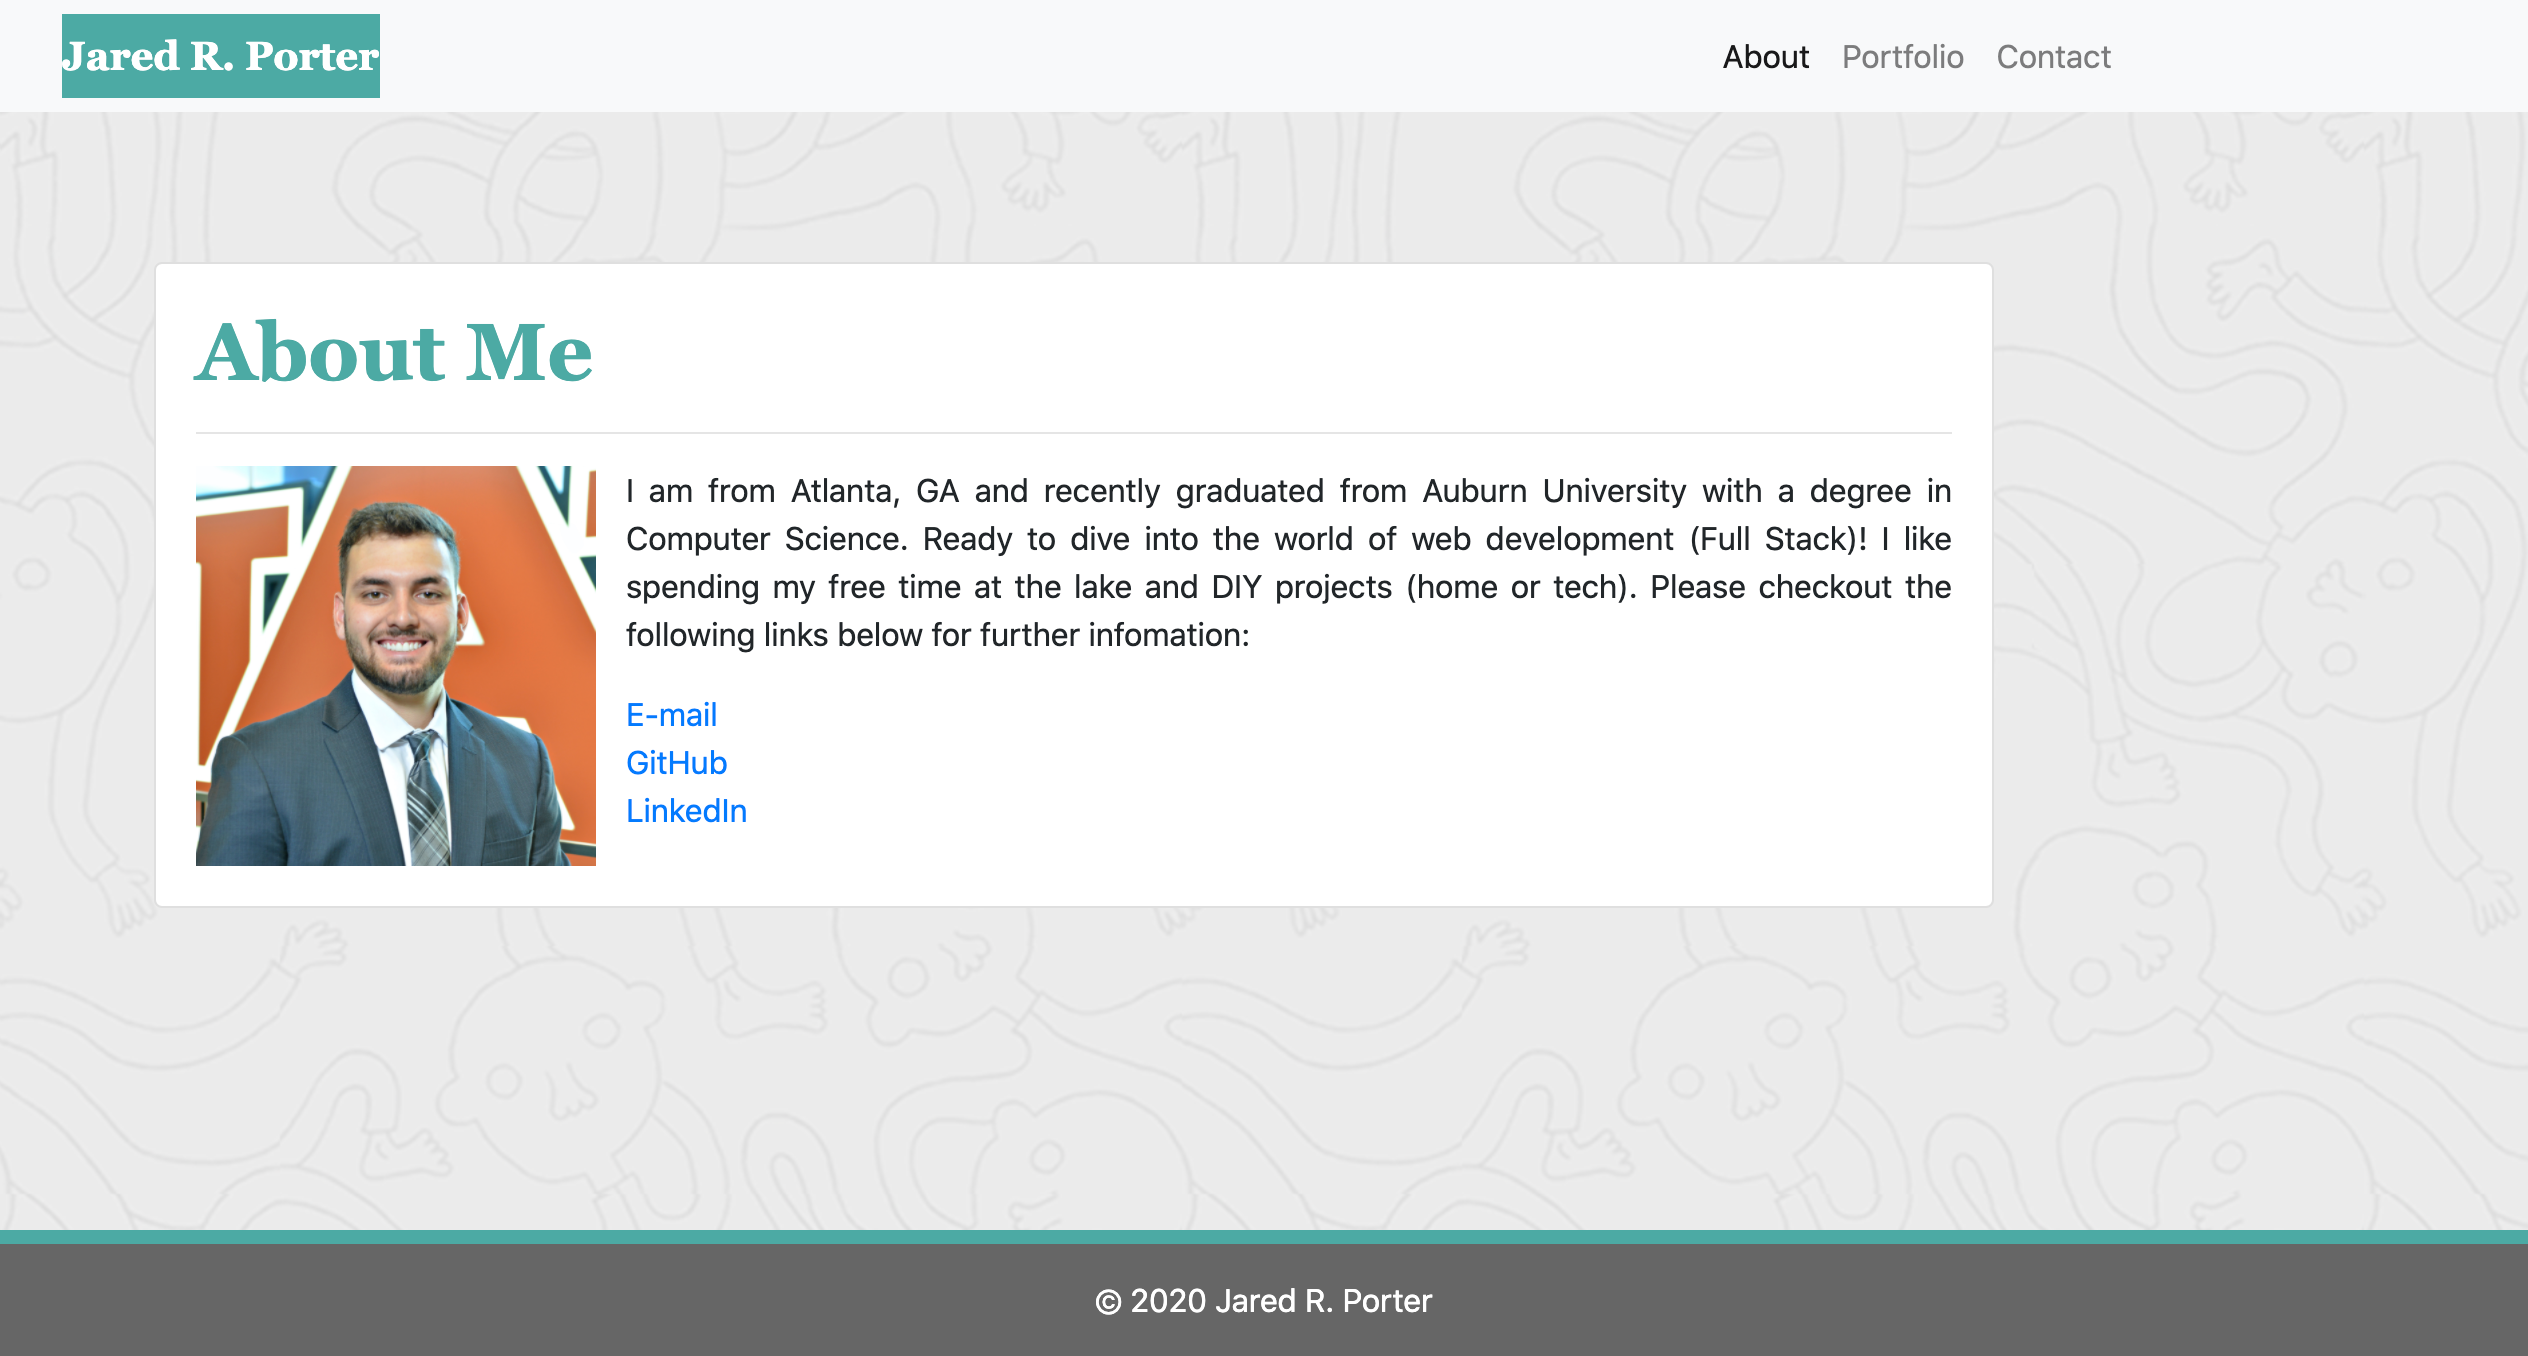 Jared R. Porter
About Portfolio Contact
About Me
I am from Atlanta, GA and recently graduated from Auburn University with a degree in
Computer Science. Ready to dive into the world of web development (Full Stack)! I like
spending my free time at the lake and DIY projects (home or tech). Please checkout the
following links below for further infomation:
E-mail
GitHub
LinkedIn
© 2020 Jared R. Porter